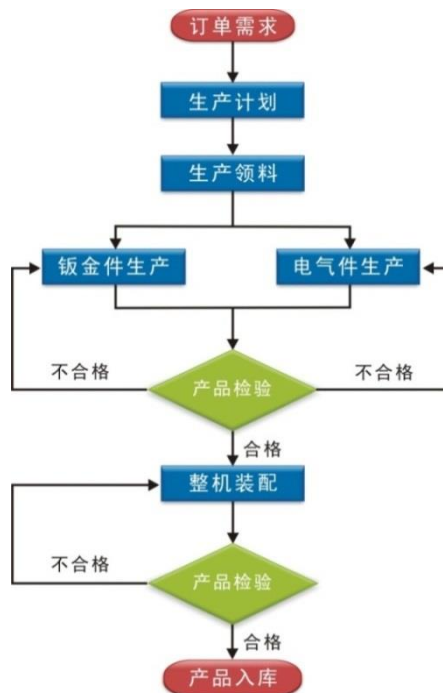 订单需求
生产计划
生产领料
钣金件生产
电气件生产
不合格
产品检验
不合格
合格
整机装配
不合格
产品检验
合格
产品入库